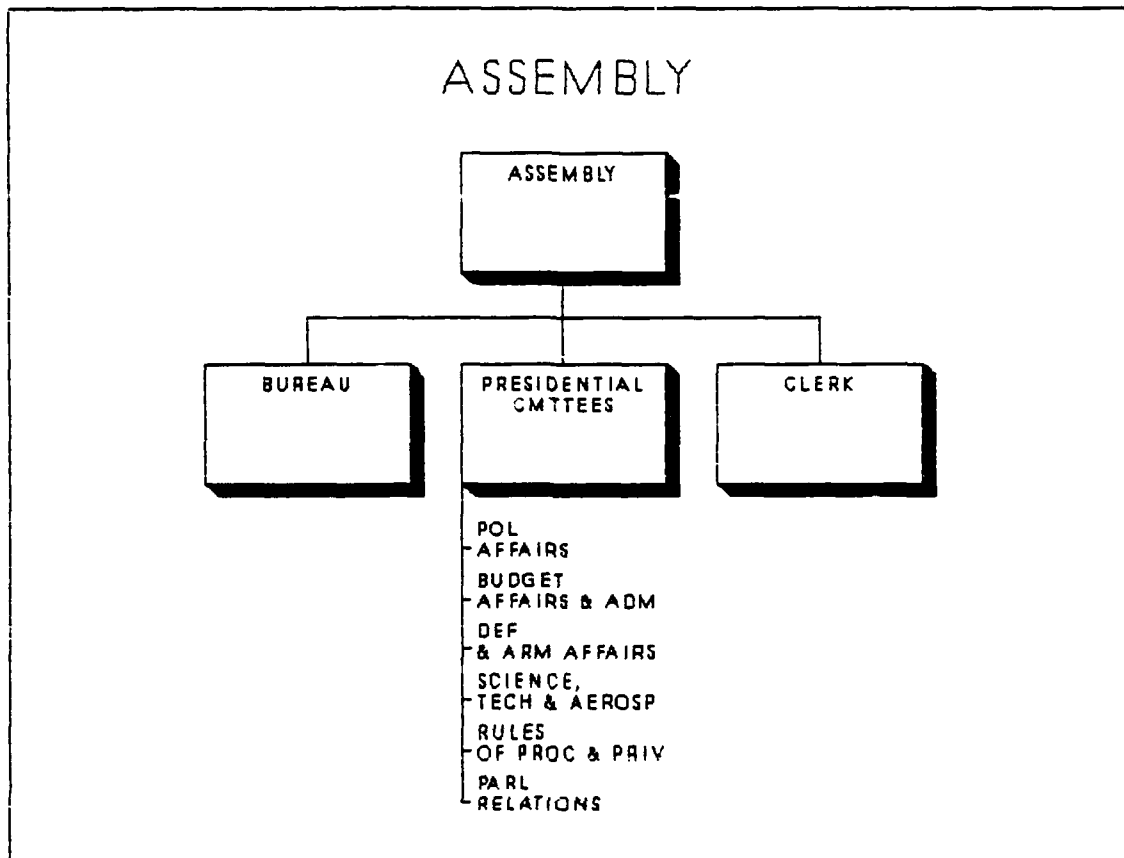 ASSEMBLY
ASSEMBLY
BUREAU
PRESIDENTIAL
CMTTEES
CLERK
POL
AFFAIRS
BUDGET
AFFAIRS & ADM
DEF
& ARM AFFAIRS
SCIENCE,
TECH & AEROSP
RULES
OF PROC & PRIV
PARL
RELATIONS